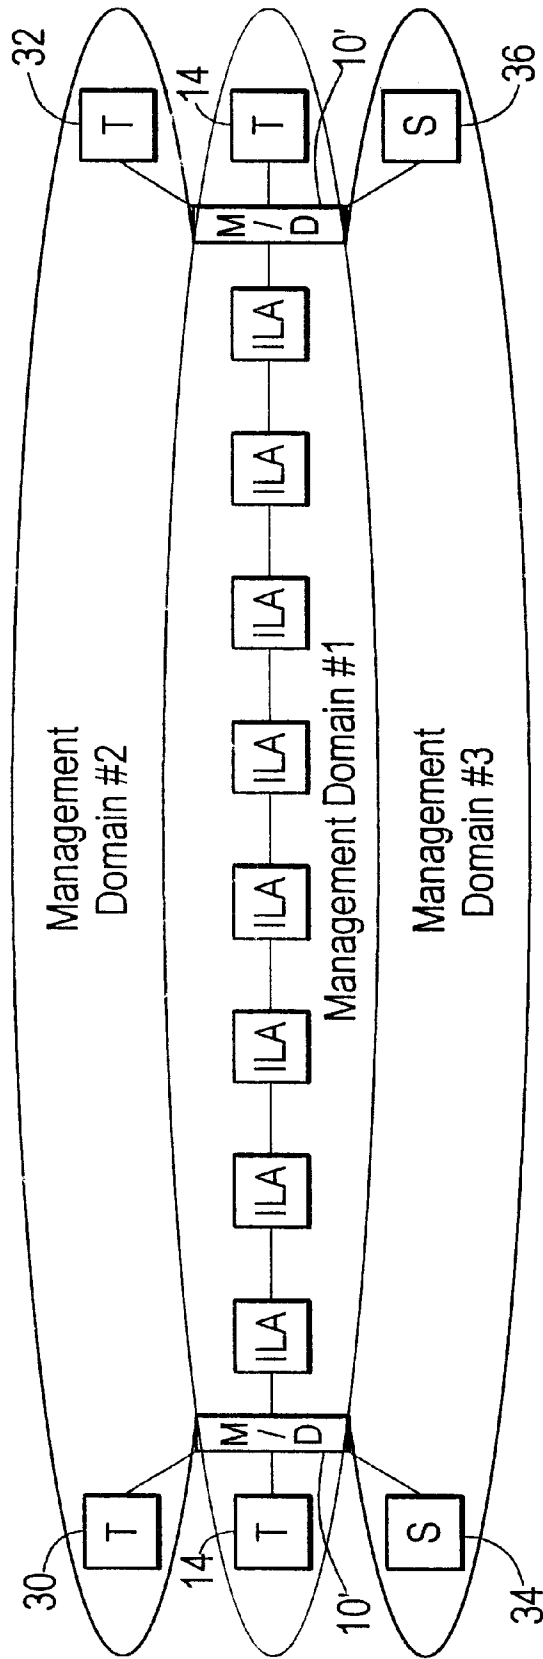 30
32
T
T
Management
Domain #2
14
14
T
M
/
D
ILA
ILA
ILA
ILA
ILA
ILA
ILA
ILA
M
/
D
T
Management Domain #1
10'
10'
Management
Domain #3
S
S
34
36